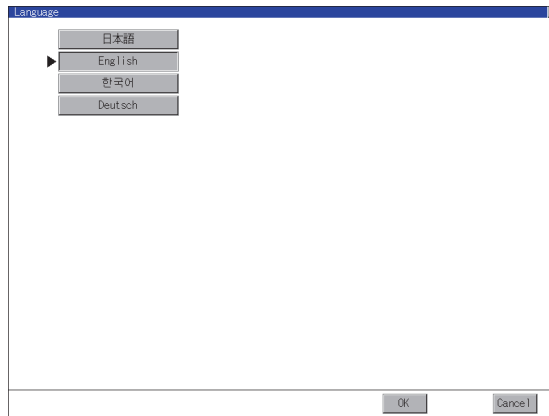 Language
日本語
English
한국어
Deutsch
OK
Cancel